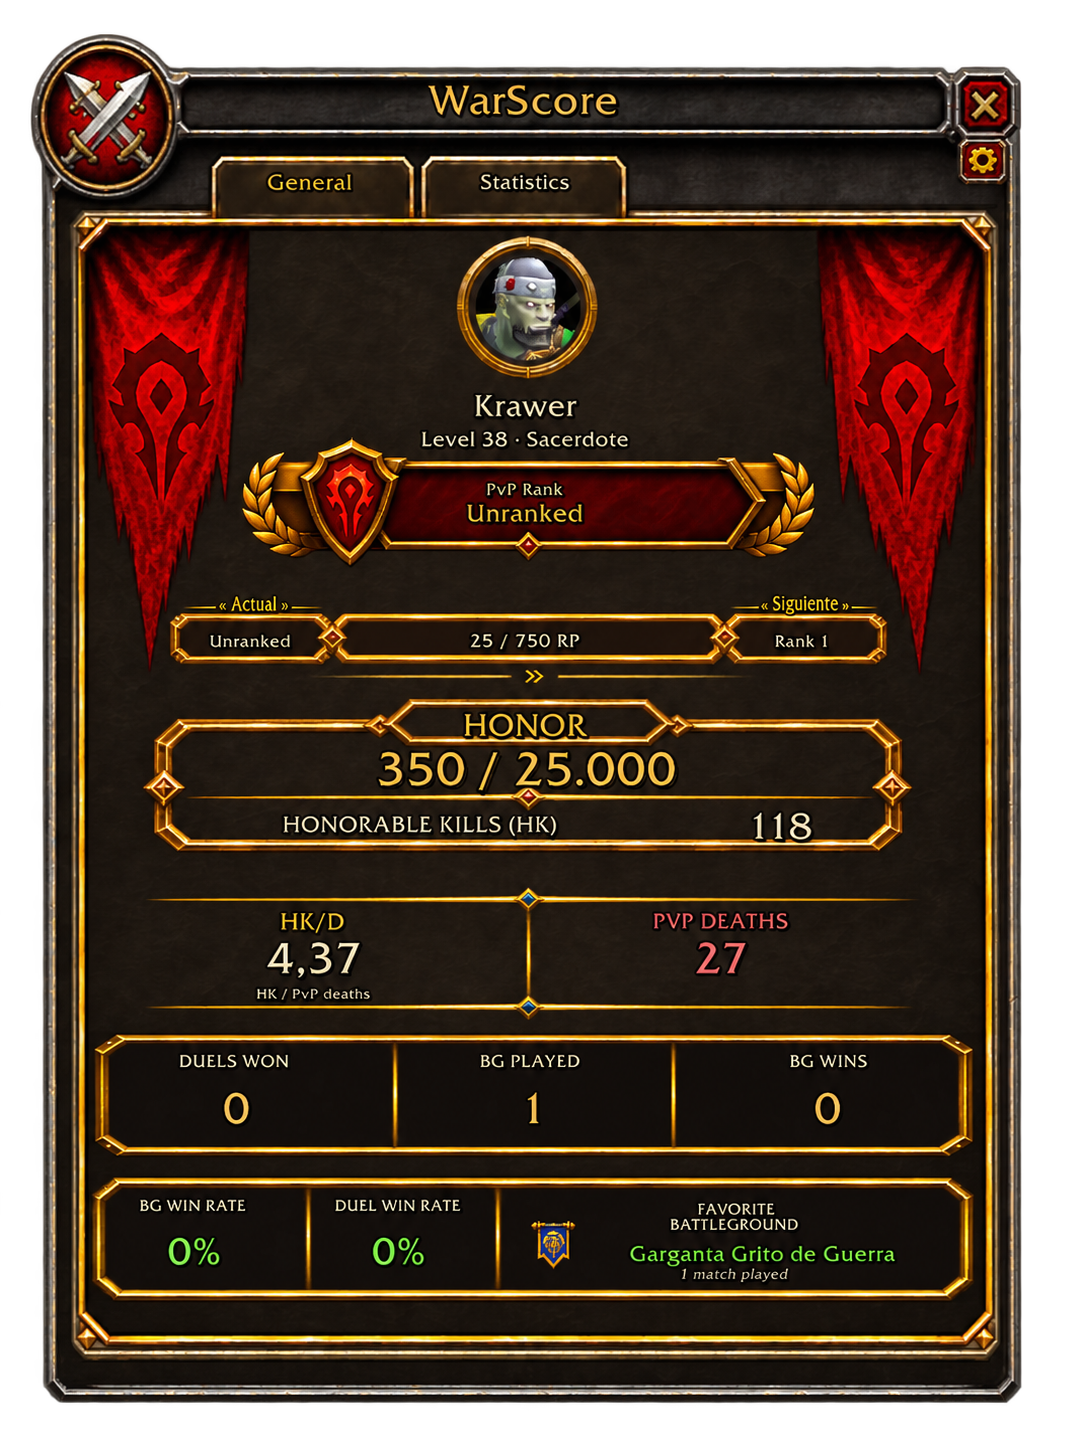 WarScore
General
Statistics
Krawer
Level 38 · Sacerdote
PvP Rank
Unranked
« Actual »
« Siguiente »
Unranked
25 / 750 RP
Rank 1
»
HONOR
350 / 25.000
HONORABLE KILLS (HK)
118
HK/D
4,37
HK / PvP deaths
PVP DEATHS
27
DUELS WON
0
BG PLAYED
1
BG WINS
0
BG WIN RATE
0%
DUEL WIN RATE
0%
FAVORITE
BATTLEGROUND
Garganta Grito de Guerra
1 match played